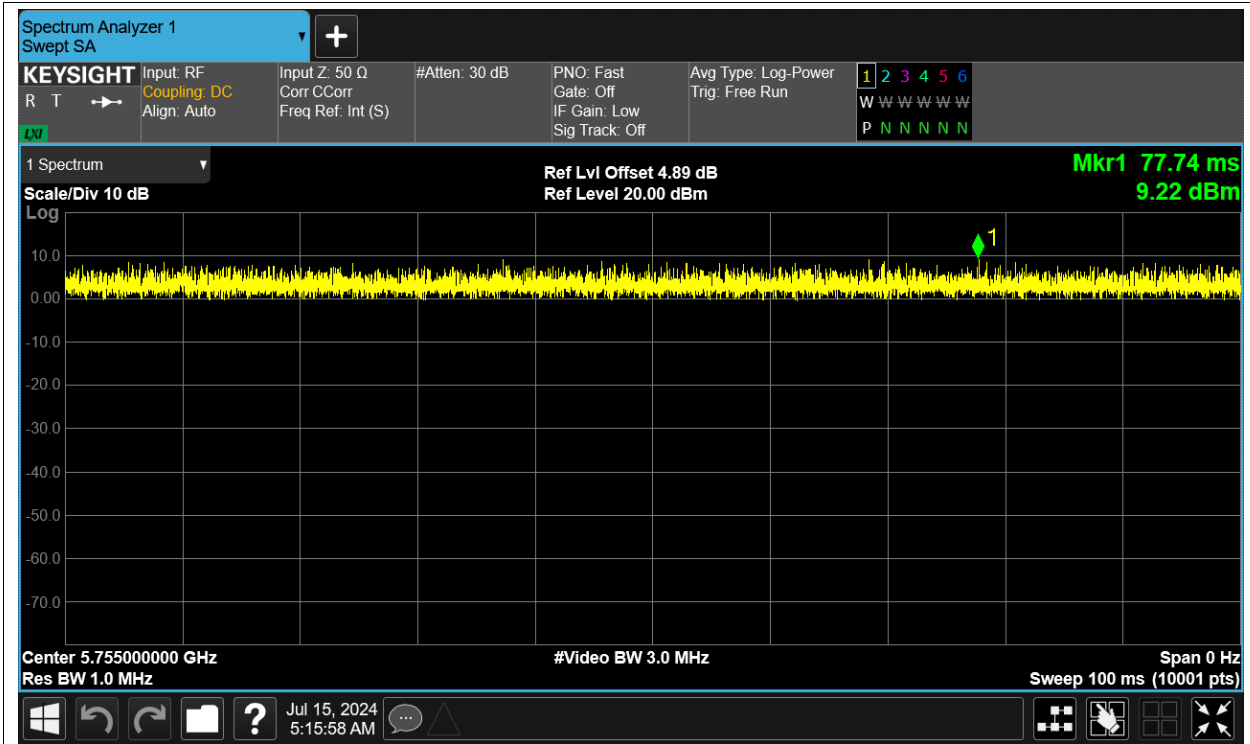 Spectrum Analyzer 1
Swept SA
KEYSIGHT
R T
LXI
Input: RF
Coupling: DC
Align: Auto
Input Z: 50 Ω
Corr CCorr
Freq Ref: Int (S)
#Atten: 30 dB
PNO: Fast
Gate: Off
IF Gain: Low
Sig Track: Off
Avg Type: Log-Power
Trig: Free Run
1 2 3 4 5 6
W W W W W W
P N N N N N
1 Spectrum
Scale/Div 10 dB
Log
Ref Lvl Offset 4.89 dB
Ref Level 20.00 dBm
Mkr1 77.74 ms
9.22 dBm
1
10.0
0.00
-10.0
-20.0
-30.0
-40.0
-50.0
-60.0
-70.0
Center 5.755000000 GHz
Res BW 1.0 MHz
#Video BW 3.0 MHz
Span 0 Hz
Sweep 100 ms (10001 pts)
?
Jul 15, 2024
5:15:58 AM